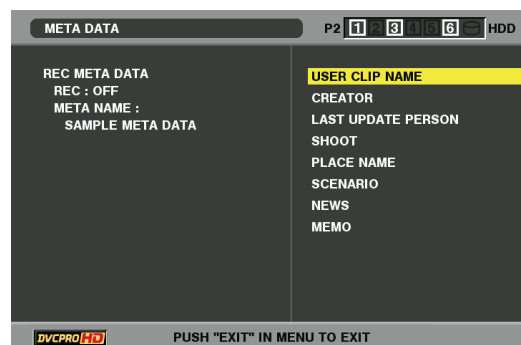 META DATA
P2 1 2 3 4 5 6 HDD
REC META DATA
REC : OFF
META NAME :
SAMPLE META DATA
USER CLIP NAME
CREATOR
LAST UPDATE PERSON
SHOOT
PLACE NAME
SCENARIO
NEWS
MEMO
DVCPRO HD
PUSH "EXIT" IN MENU TO EXIT